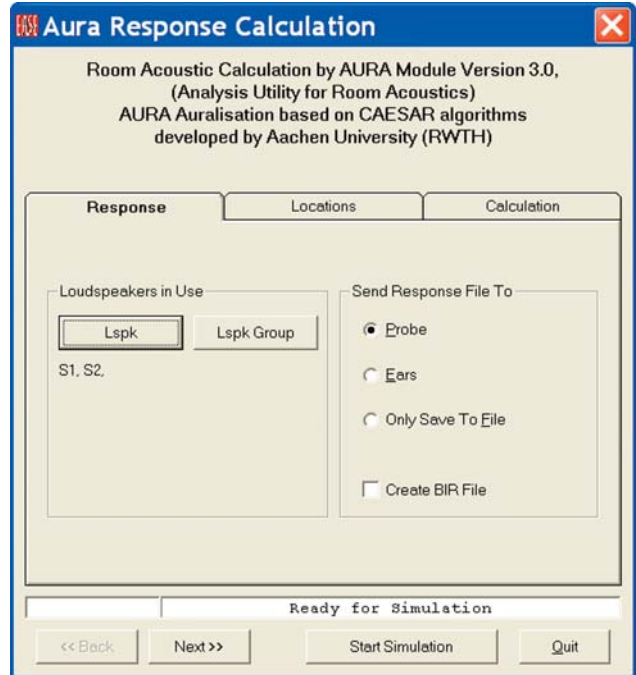 EASE Aura Response Calculation
Room Acoustic Calculation by AURA Module Version 3.0,
(Analysis Utility for Room Acoustics)
AURA Auralisation based on CAESAR algorithms
developed by Aachen University (RWTH)
Response Locations Calculation
Loudspeakers in Use
Lspk Lspk Group
S1, S2,
Send Response File To
Probe
Ears
Only Save To File
Create BIR File
Ready for Simulation
<< Back Next >> Start Simulation Quit